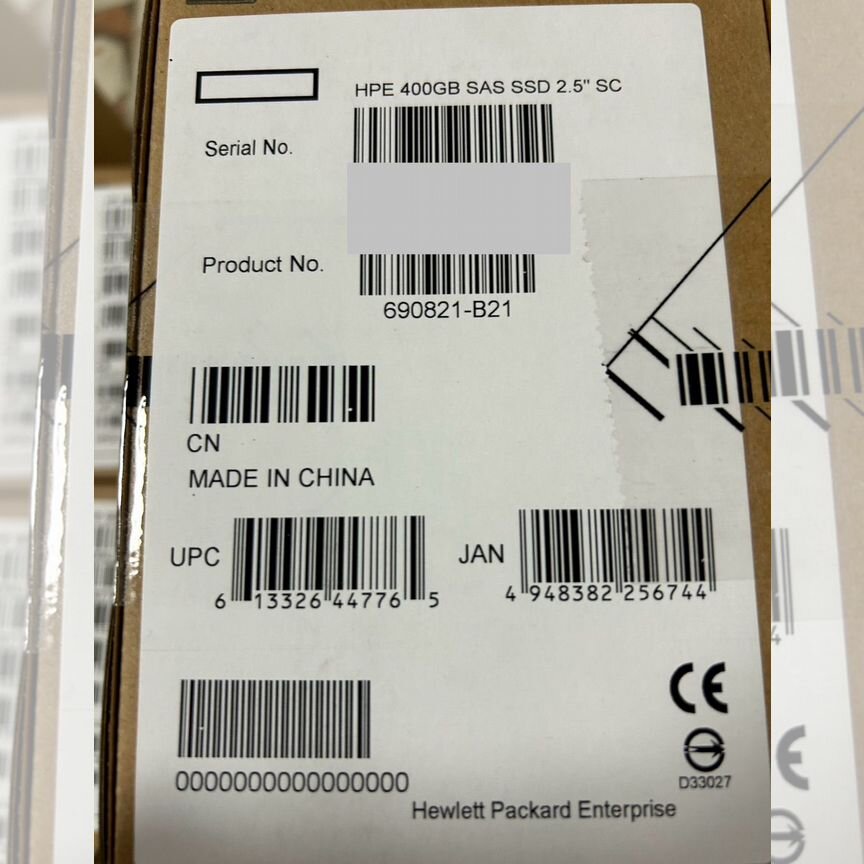 HPE 400GB SAS SSD 2.5" SC
Serial No.
Product No.
690821-B21
CN
MADE IN CHINA
UPC
6 13326 44776 5
JAN
4 948382 256744
0000000000000000
CE
D33027
Hewlett Packard Enterprise